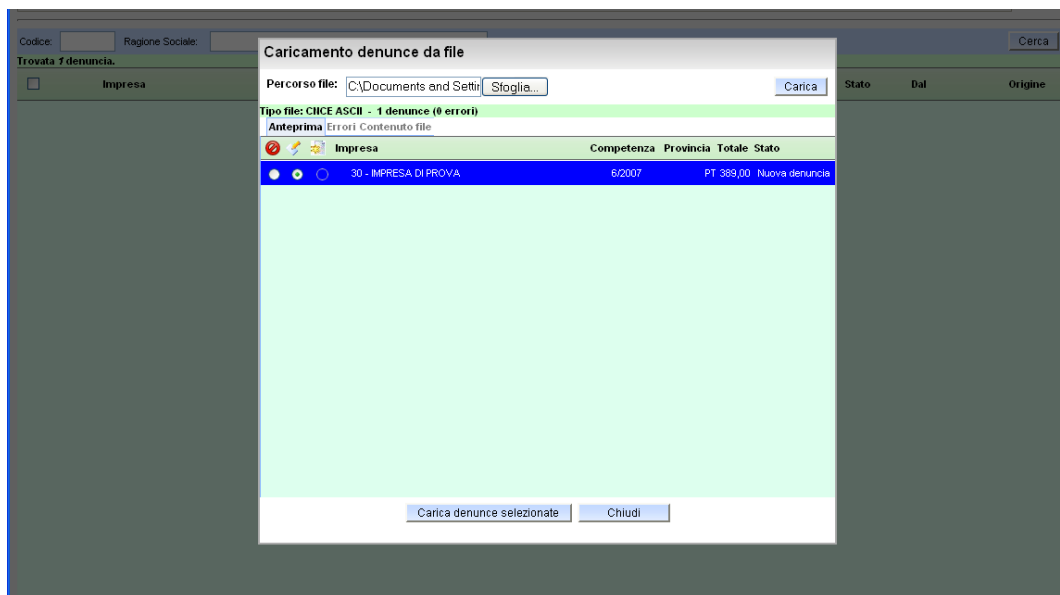 Codice: Ragione Sociale: Cerca
Trovata 1 denuncia.
Impresa Stato Dal Origine
Caricamento denunce da file
Percorso file: C:\Documents and Settir Sfoglia... Carica
Tipo file: CNCE ASCII - 1 denunce (0 errori)
Anteprima Errori Contenuto file
Impresa Competenza Provincia Totale Stato
30 - IMPRESA DI PROVA 6/2007 PT 389,00 Nuova denuncia
Carica denunce selezionate Chiudi